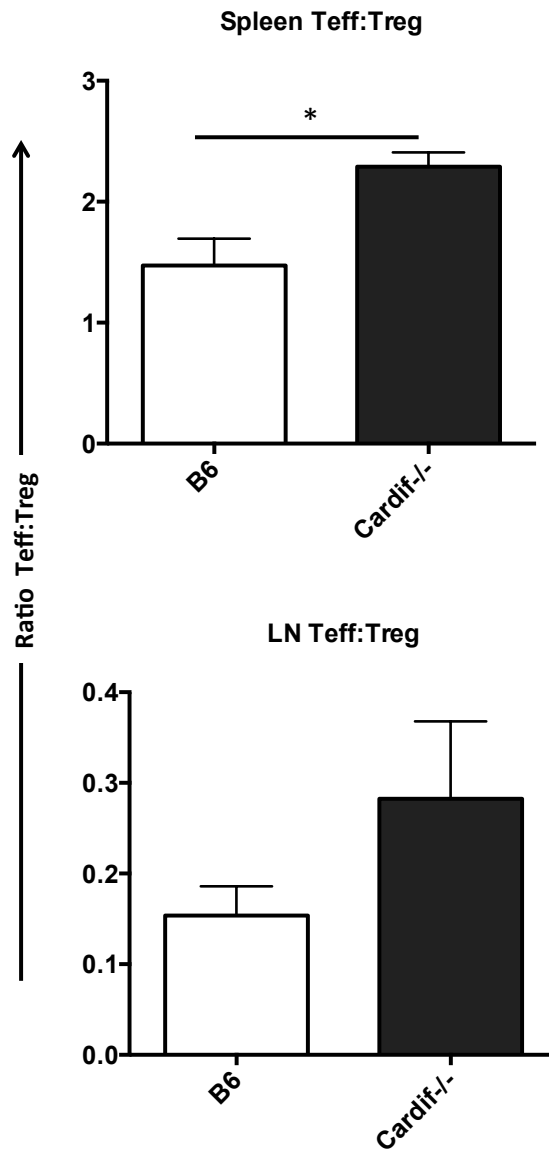 Spleen Teff:Treg
3
*
2
1
0
B6
Cardif-/-
Ratio Teff:Treg
LN Teff:Treg
0.4
0.3
0.2
0.1
0.0
B6
Cardif-/-